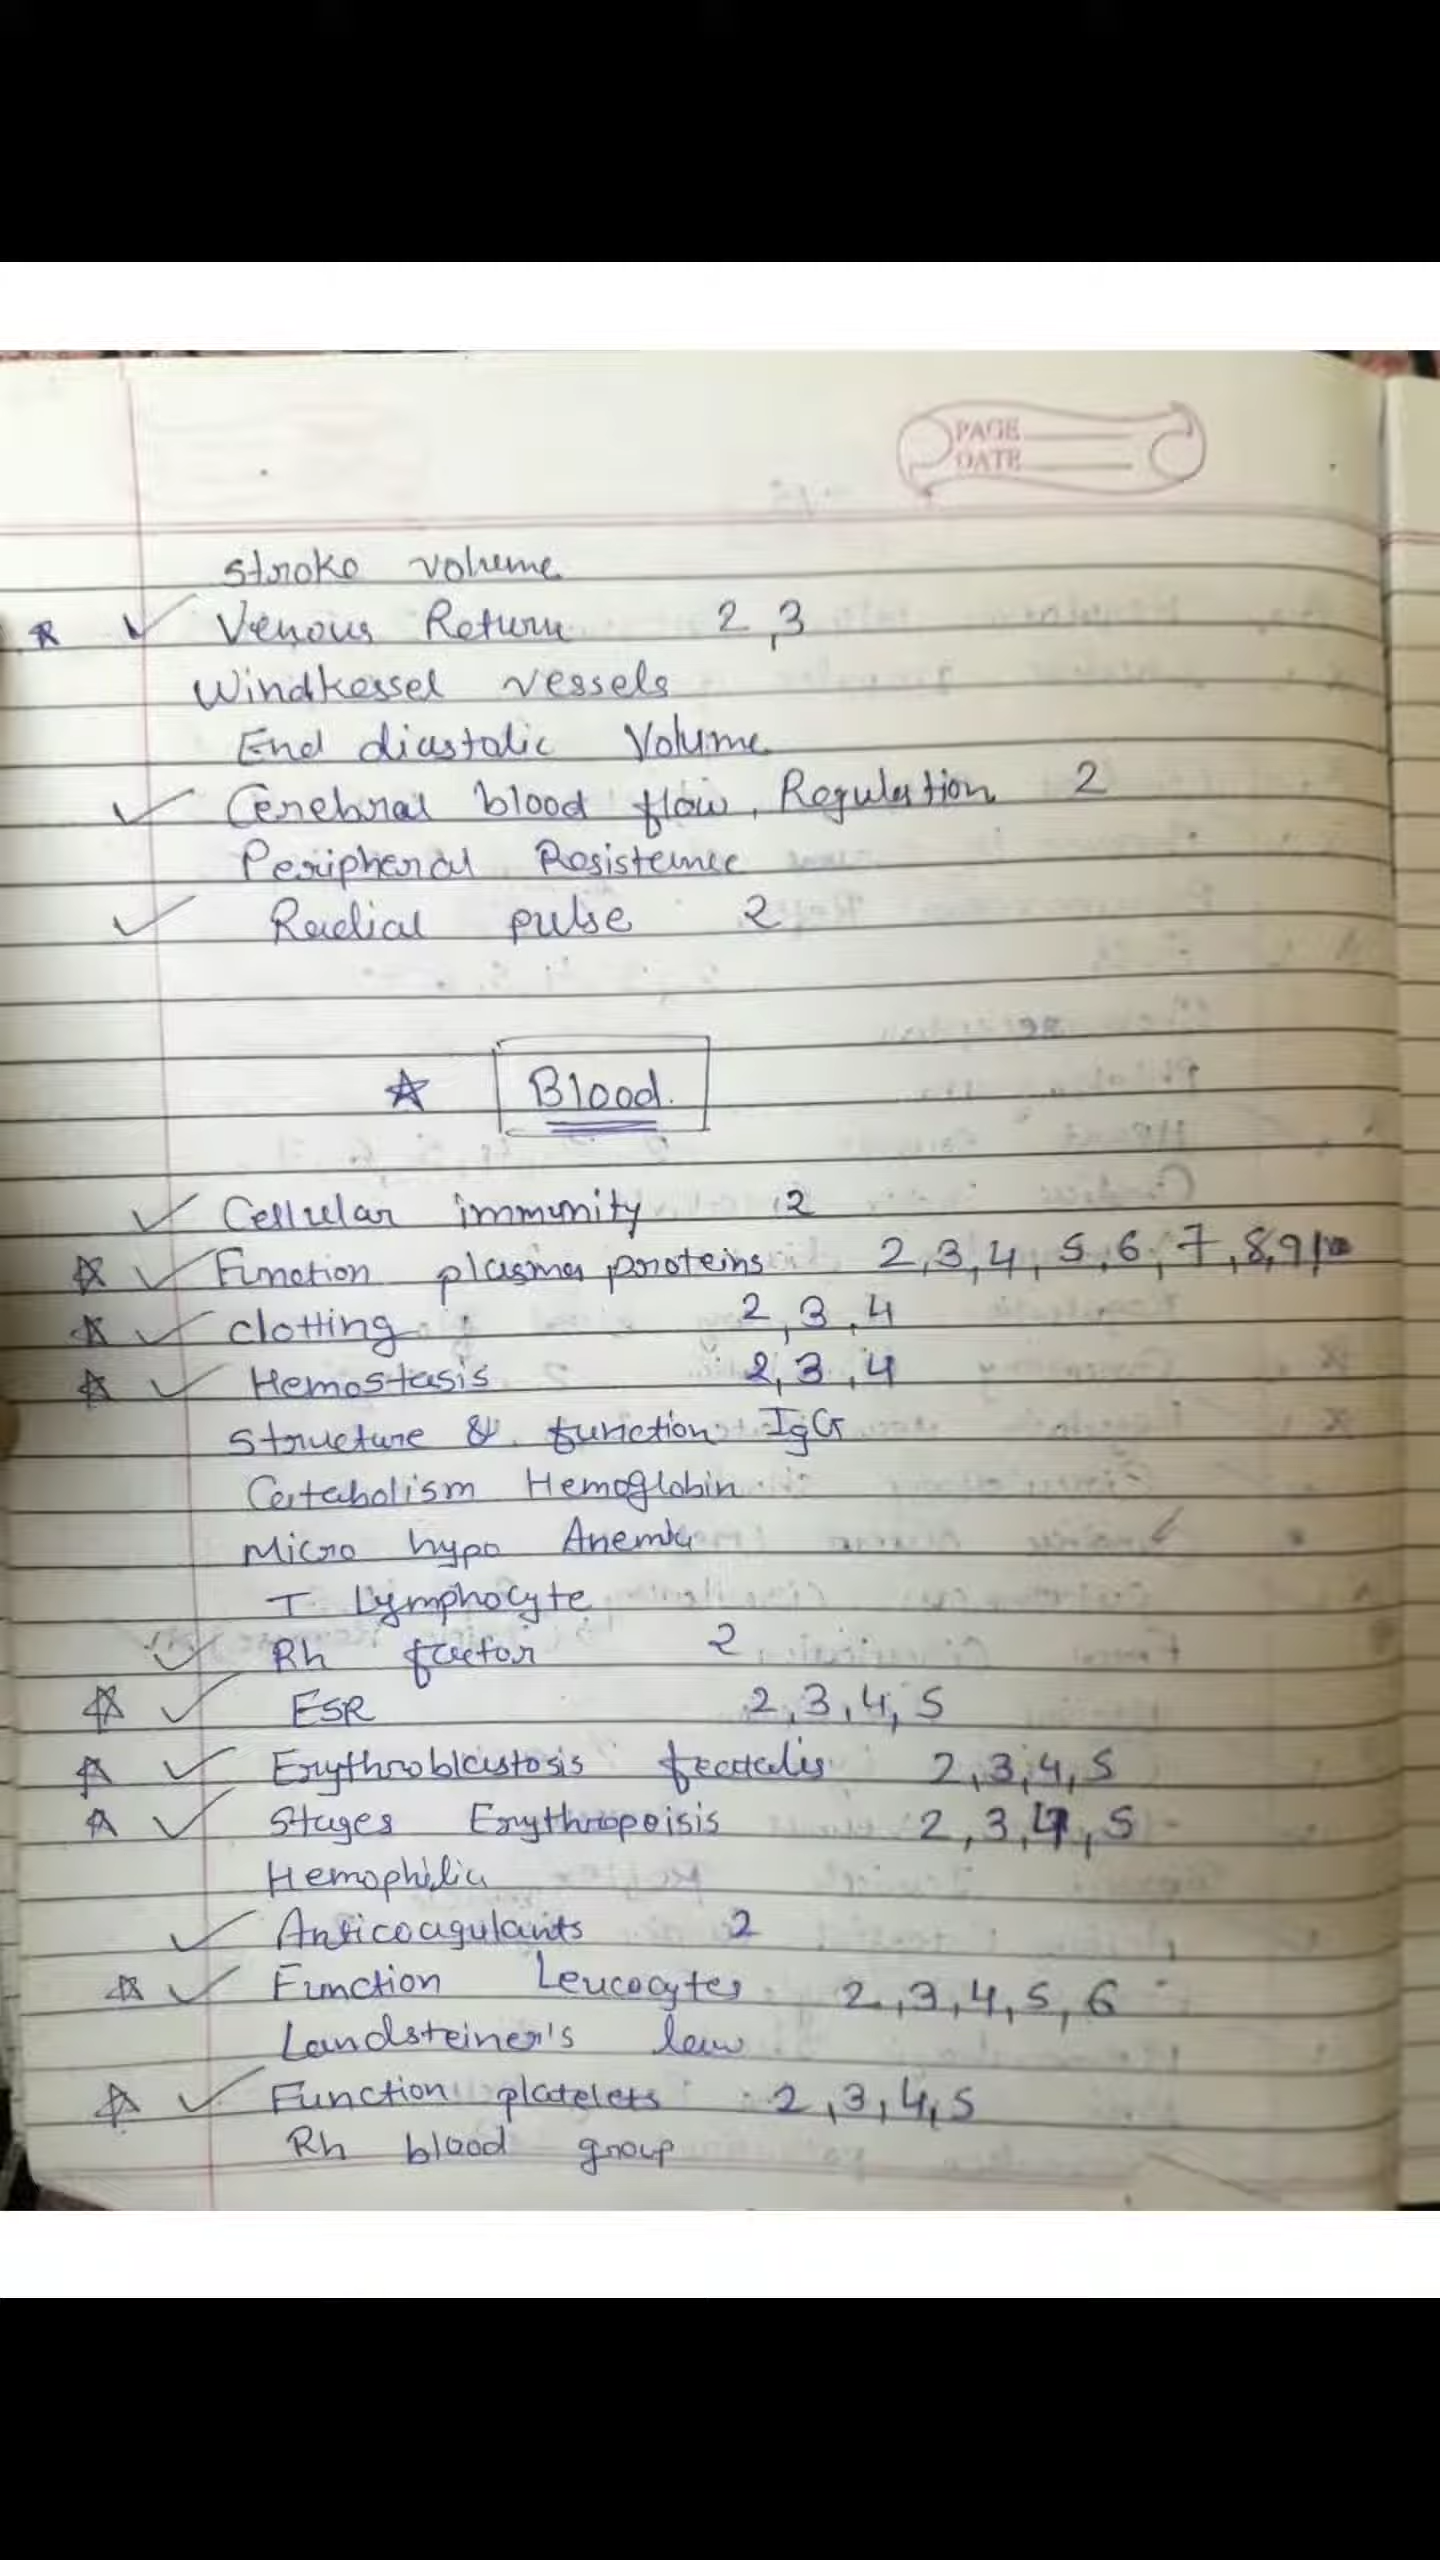 PAGE
DATE
Stroke volume
Venous Return 2,3
Windkessel vessels
End diastolic Volume
Cerebral blood flow, Regulation 2
Peripheral Resistance
Radial pulse 2
Blood.
Cellular immunity 2
Function plasma proteins 2,3,4,5,6,7,8,9,10
Clotting 2,3,4
Hemostasis 2,3,4
Structure & function IgG
Catabolism Hemoglobin
Micro hypo Anemia
T Lymphocyte
Rh factor 2
ESR 2,3,4,5
Erythroblastosis feotalis 2,3,4,5
Stages Erythropoisis 2,3,4,5
Hemophilia
Anticoagulants 2
Function Leucocytes 2,3,4,5,6
Landsteiner's law
Function platelets 2,3,4,5
Rh blood group